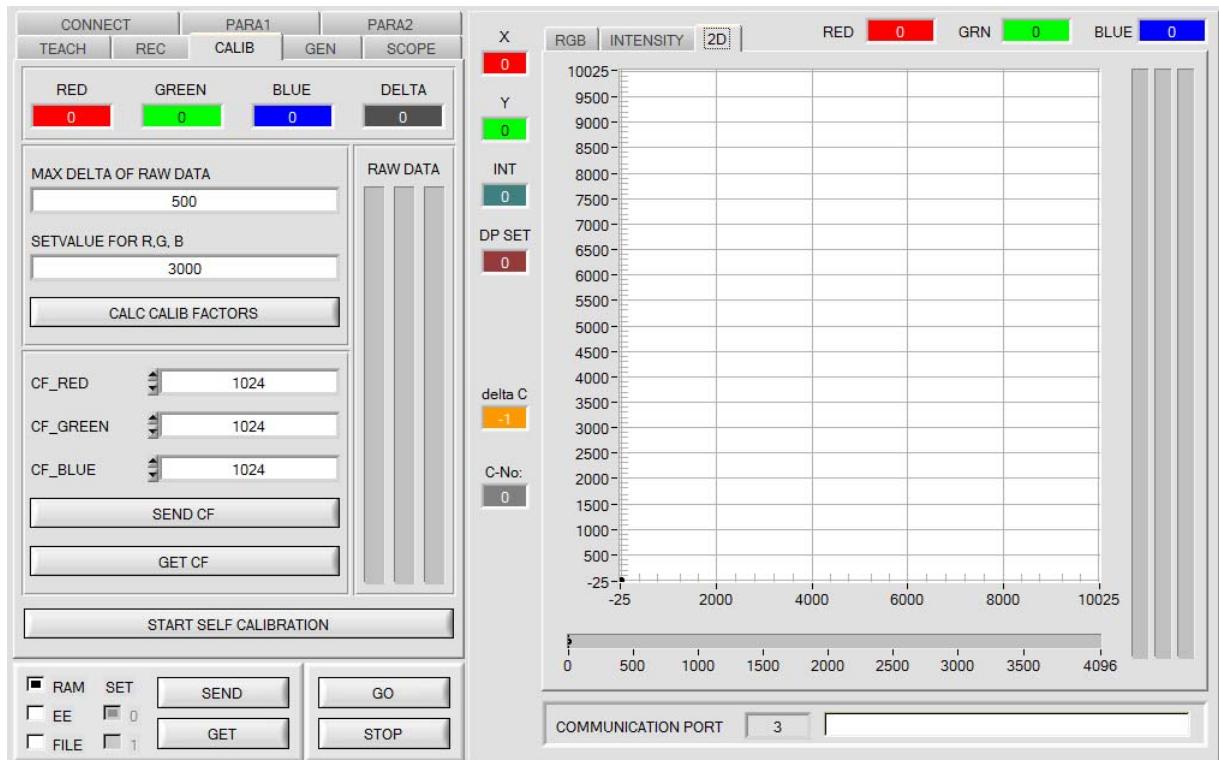 CONNECT PARA1 PARA2
TEACH REC CALIB GEN SCOPE
RED GREEN BLUE DELTA
0 0 0 0
MAX DELTA OF RAW DATA
500
SETVALUE FOR R,G, B
3000
CALC CALIB FACTORS
RAW DATA
CF_RED 1024
CF_GREEN 1024
CF_BLUE 1024
SEND CF
GET CF
START SELF CALIBRATION
RAM SET SEND GO
EE 0
FILE 1 GET STOP
X
0
Y
0
INT
0
DP SET
0
delta C
-1
C-No:
0
RGB INTENSITY 2D RED 0 GRN 0 BLUE 0
10025
9500
9000
8500
8000
7500
7000
6500
6000
5500
5000
4500
4000
3500
3000
2500
2000
1500
1000
500
-25
-25 2000 4000 6000 8000 10025
0 500 1000 1500 2000 2500 3000 3500 4096
COMMUNICATION PORT 3